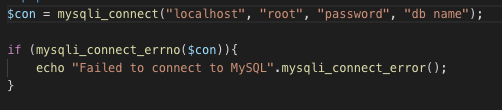 $con = mysqli_connect("localhost", "root", "password", "db name");
if (mysqli_connect_errno($con)){
echo "Failed to connect to MySQL".mysqli_connect_error();
}